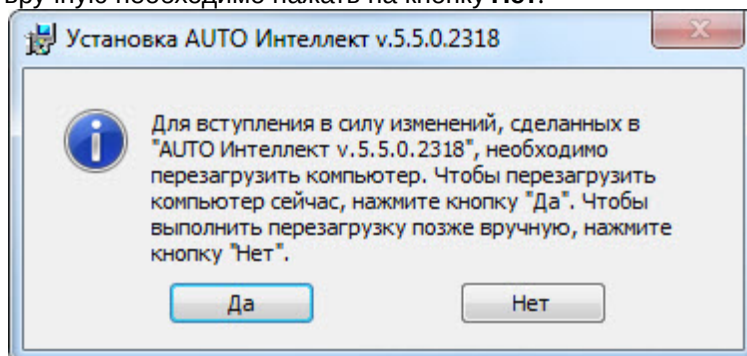 вручную необходимо нажать на кнопку Нет.
Установка AUTO Интеллект v.5.5.0.2318
Для вступления в силу изменений, сделанных в
"AUTO Интеллект v.5.5.0.2318", необходимо
перезагрузить компьютер. Чтобы перезагрузить
компьютер сейчас, нажмите кнопку "Да". Чтобы
выполнить перезагрузку позже вручную, нажмите
кнопку "Нет".
Да
Нет